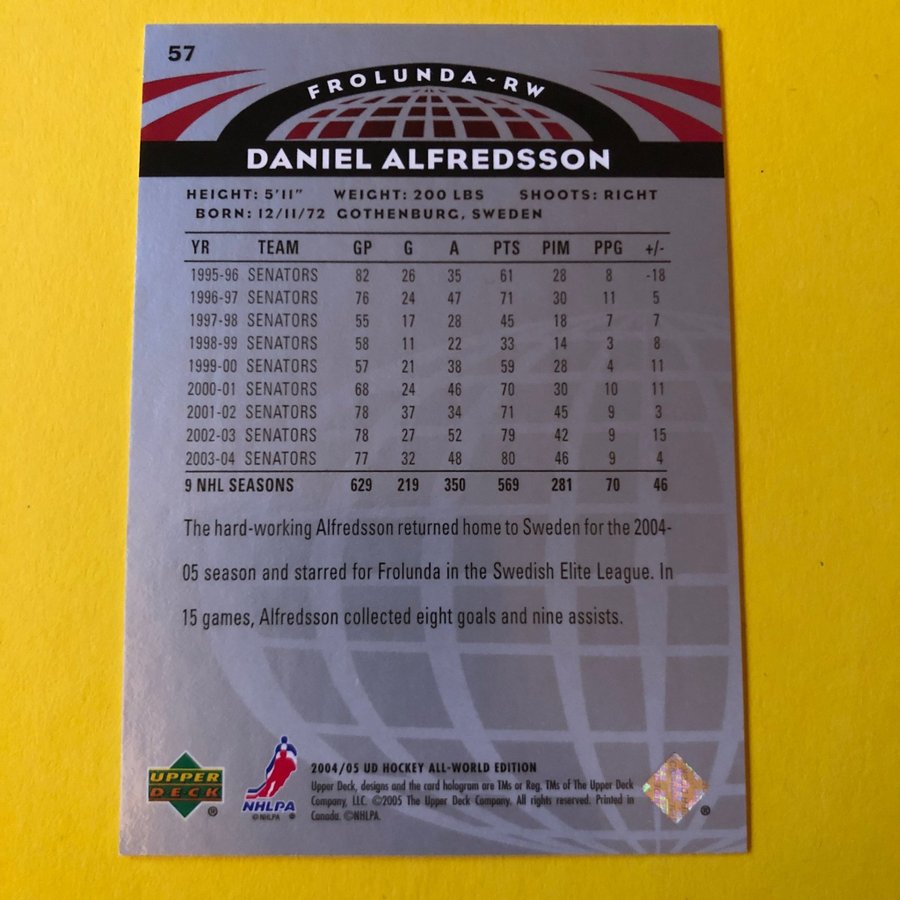 57
FROLUNDA ~ RW
DANIEL ALFREDSSON
HEIGHT: 5'11" WEIGHT: 200 LBS SHOOTS: RIGHT
BORN: 12/11/72 GOTHENBURG, SWEDEN
YR TEAM GP G A PTS PIM PPG +/-
1995-96 SENATORS 82 26 35 61 28 8 -18
1996-97 SENATORS 76 24 47 71 30 11 5
1997-98 SENATORS 55 17 28 45 18 7 7
1998-99 SENATORS 58 11 22 33 14 3 8
1999-00 SENATORS 57 21 38 59 28 4 11
2000-01 SENATORS 68 24 46 70 30 10 11
2001-02 SENATORS 78 37 34 71 45 9 3
2002-03 SENATORS 78 27 52 79 42 9 15
2003-04 SENATORS 77 32 48 80 46 9 4
9 NHL SEASONS 629 219 350 569 281 70 46
The hard-working Alfredsson returned home to Sweden for the 2004-
05 season and starred for Frolunda in the Swedish Elite League. In
15 games, Alfredsson collected eight goals and nine assists.
UPPER
DECK
®
NHLPA
©NHLPA ®
2004/05 UD HOCKEY ALL-WORLD EDITION
Upper Deck, designs and the card hologram are TMs or Reg. TMs of The Upper Deck
Company, LLC. ©2005 The Upper Deck Company. All rights reserved. Printed in
Canada. ©NHLPA.
®